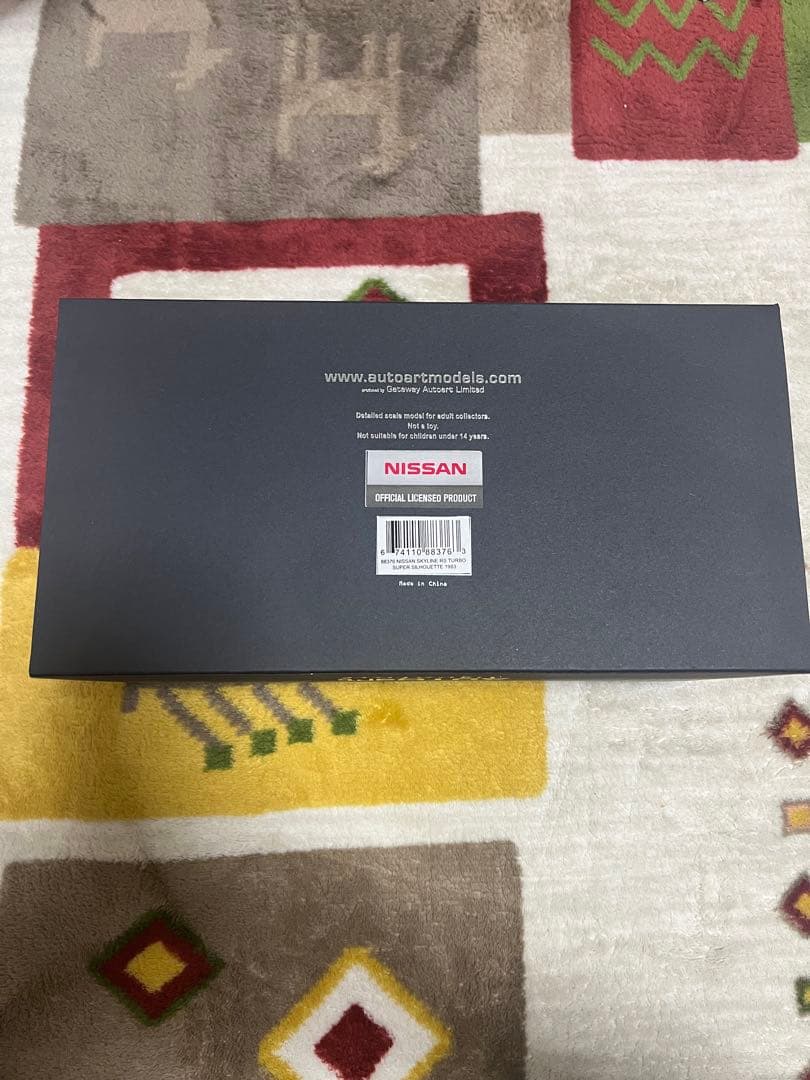 www.autoartmodels.com
produced by Gateway Autoart Limited
Detailed scale model for adult collectors.
Not a toy.
Not suitable for children under 14 years.
NISSAN
OFFICIAL LICENSED PRODUCT
6 74110 88376 3
88376 NISSAN SKYLINE RS TURBO
SUPER SILHOUETTE 1983
Made in China